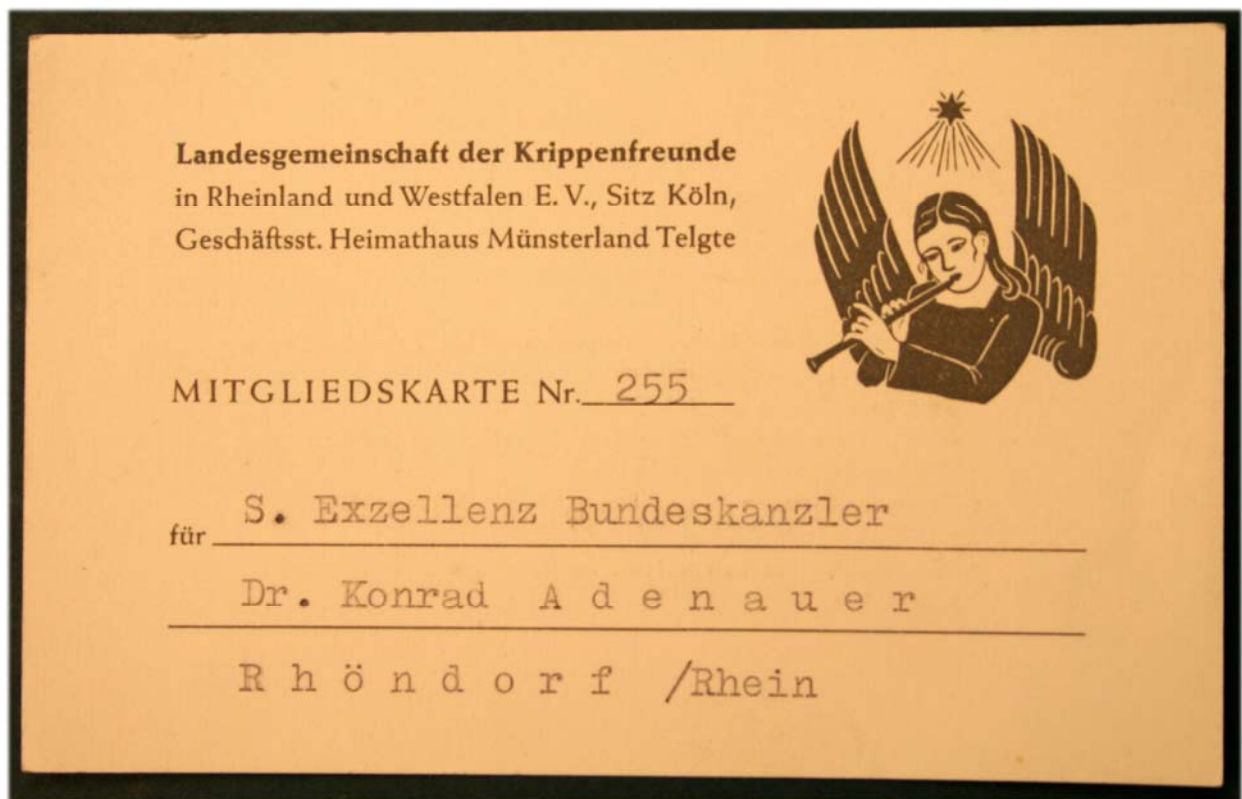 Landesgemeinschaft der Krippenfreunde
in Rheinland und Westfalen E. V., Sitz Köln,
Geschäftsst. Heimathaus Münsterland Telgte
MITGLIEDSKARTE Nr. 255
für S. Exzellenz Bundeskanzler
Dr. Konrad A d e n a u e r
R h ö n d o r f /Rhein